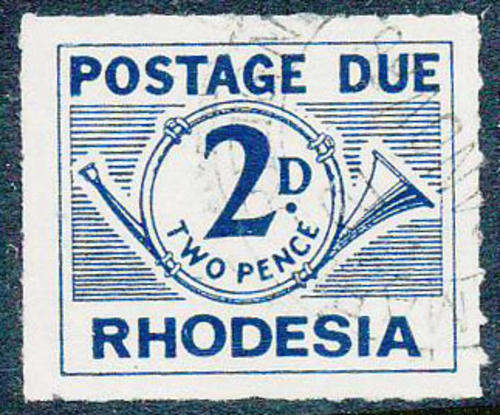 POSTAGE DUE
2D.
TWO PENCE
RHODESIA